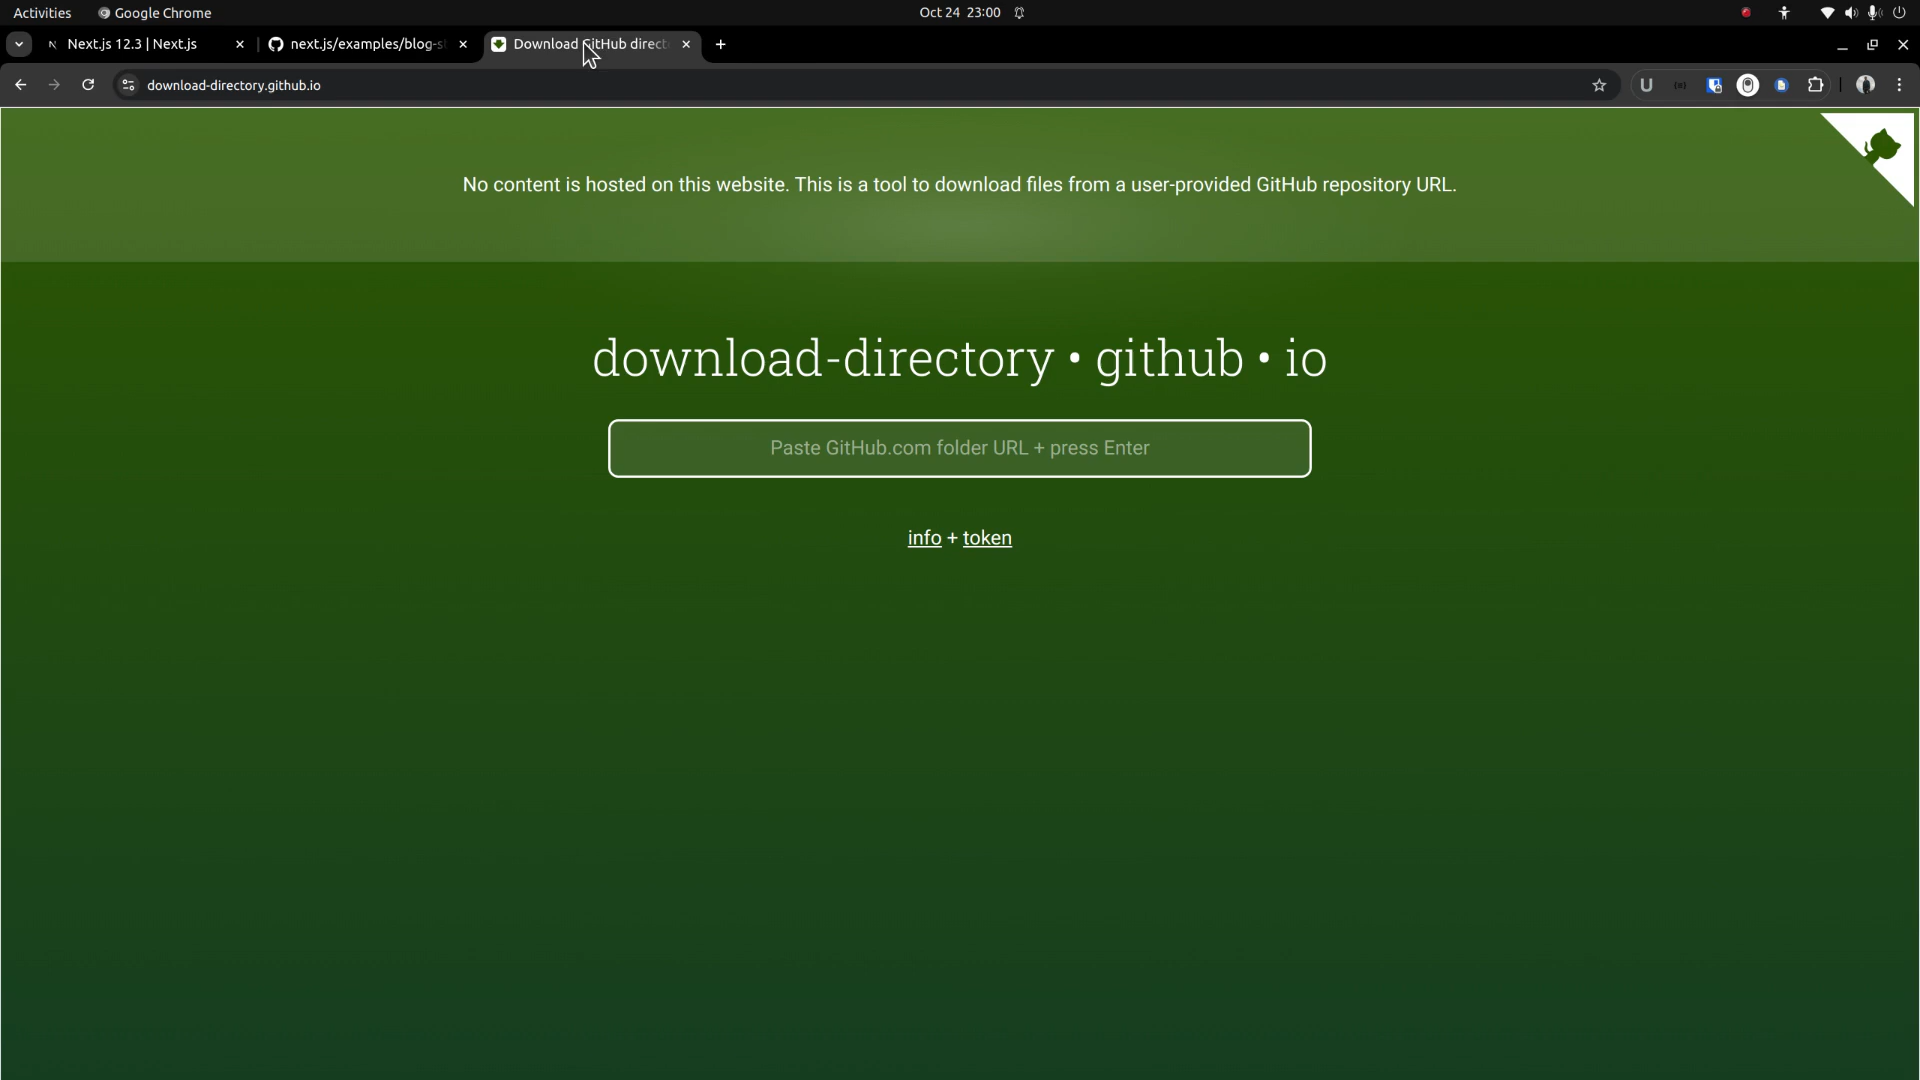 Activities
Google Chrome
Oct 24 23:00
Next.js 12.3 | Next.js
next.js/examples/blog-s
Download GitHub direct
download-directory.github.io
U
No content is hosted on this website. This is a tool to download files from a user-provided GitHub repository URL.
download-directory • github • io
Paste GitHub.com folder URL + press Enter
info + token